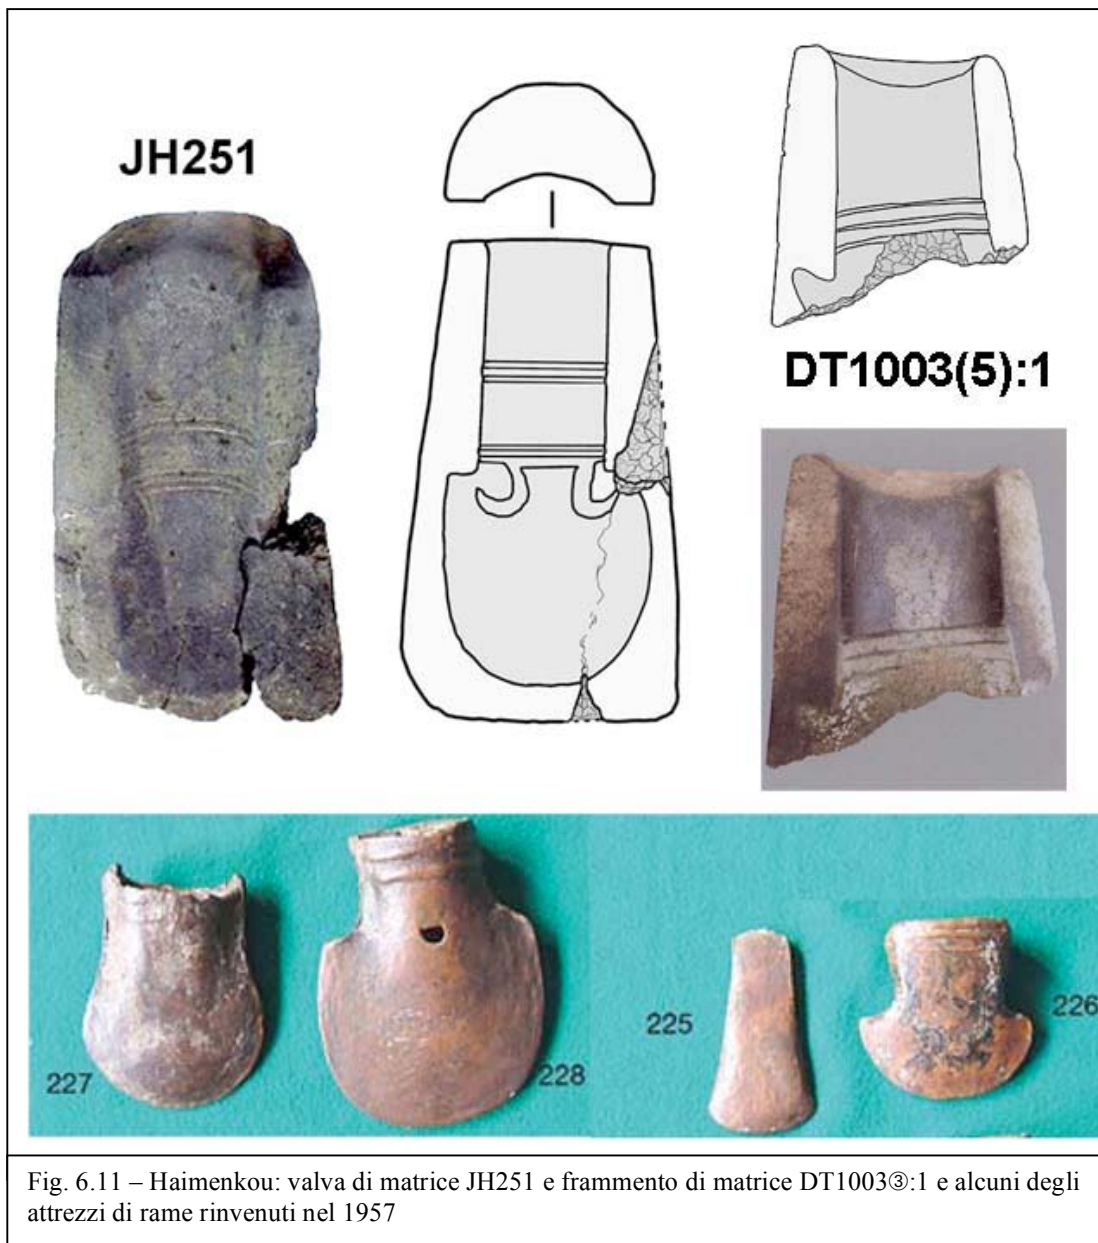 JH251
DT1003(5):1
227
228
225
226
Fig. 6.11 – Haimenkou: valva di matrice JH251 e frammento di matrice DT1003③:1 e alcuni degli
attrezzi di rame rinvenuti nel 1957